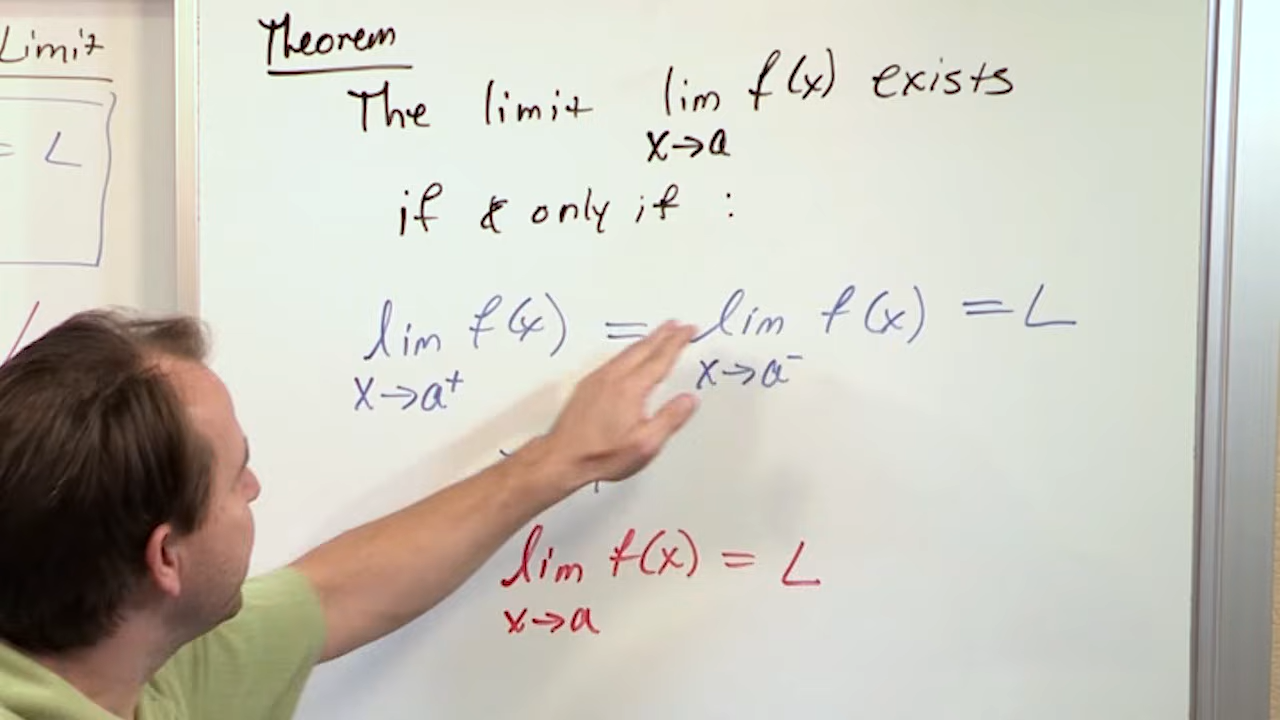 Limit
= L
Theorem
The limit lim f(x) exists
x→a
if & only if :
lim f(x) = lim f(x) = L
x→a⁺ x→a⁻
lim f(x) = L
x→a